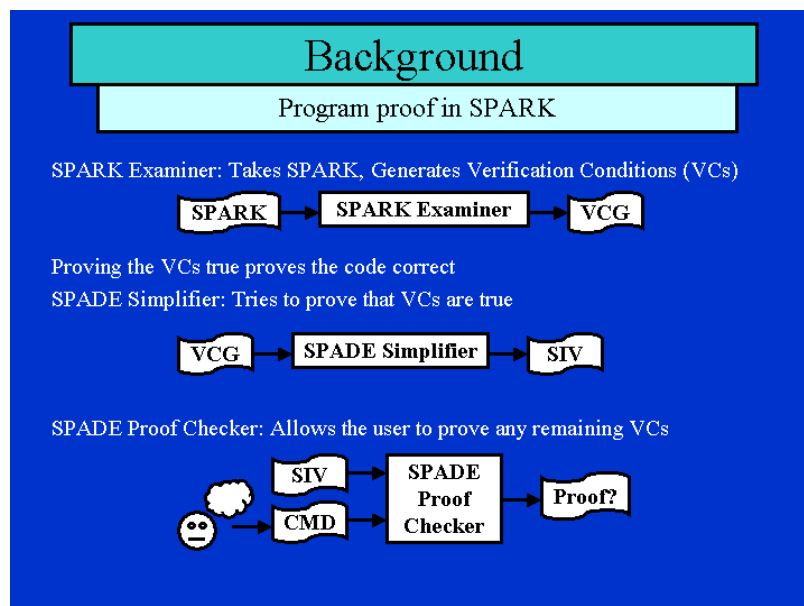 Background
Program proof in SPARK
SPARK Examiner: Takes SPARK, Generates Verification Conditions (VCs)
SPARK
SPARK Examiner
VCG
Proving the VCs true proves the code correct
SPADE Simplifier: Tries to prove that VCs are true
VCG
SPADE Simplifier
SIV
SPADE Proof Checker: Allows the user to prove any remaining VCs
SIV
CMD
SPADE
Proof
Checker
Proof?